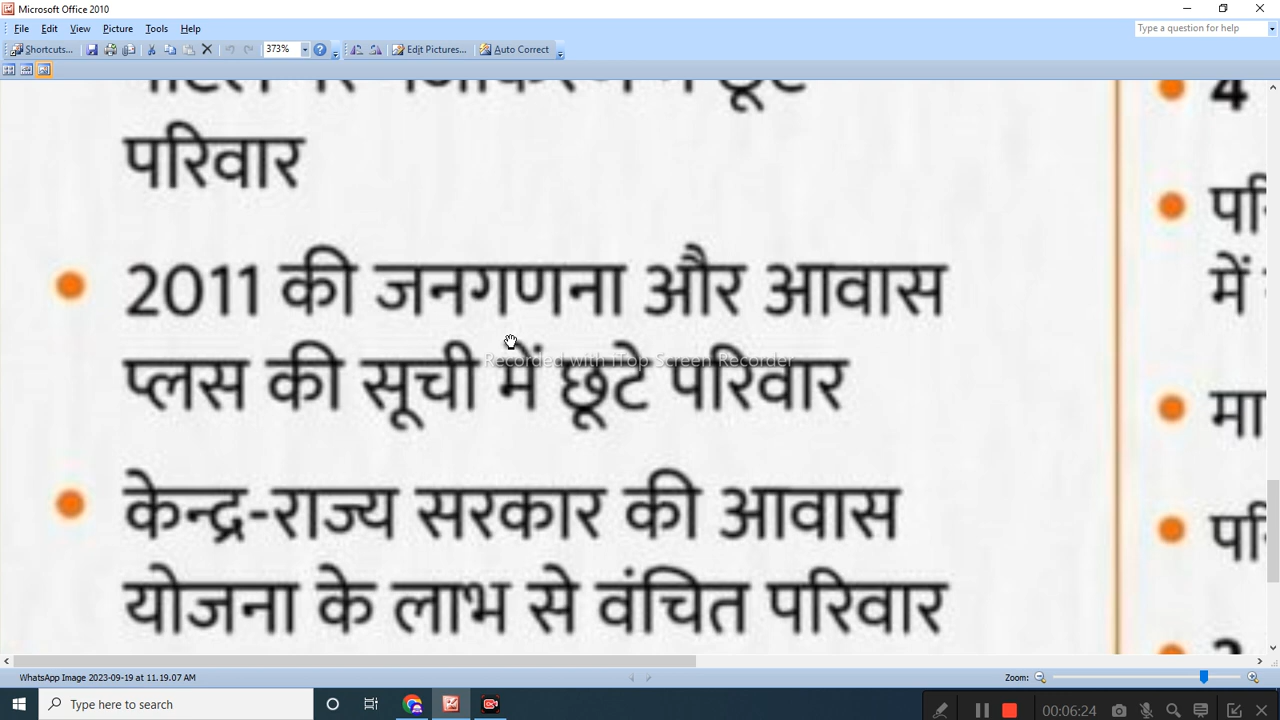 Microsoft Office 2010
File Edit View Picture Tools Help
Type a question for help
Shortcuts... 373% Edit Pictures... Auto Correct
में छूटे
परिवार
2011 की जनगणना और आवास
प्लस की सूची में छूटे परिवार
केन्द्र-राज्य सरकार की आवास
योजना के लाभ से वंचित परिवार
4
में
Recorded with iTop Screen Recorder
WhatsApp Image 2023-09-19 at 11.19.07 AM
Zoom:
Type here to search
00:06:24